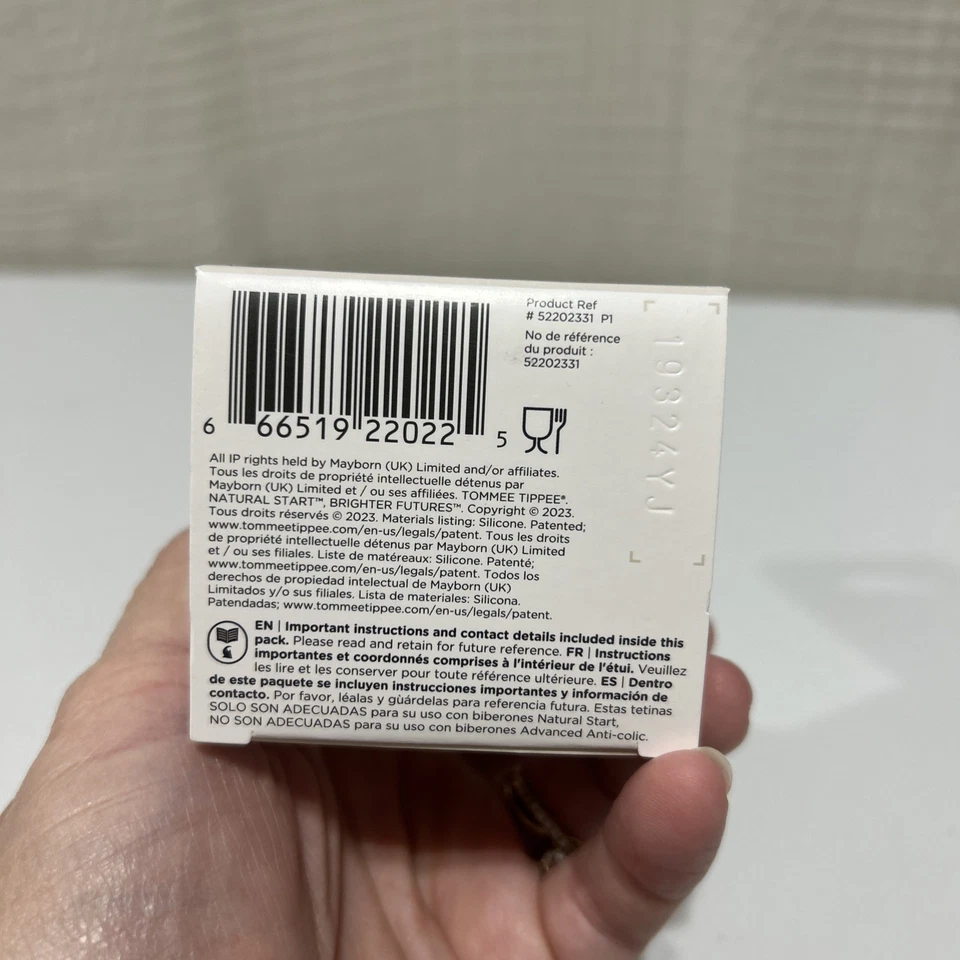 6 66519 22022 5
Product Ref
# 52202331 P1
No de référence
du produit :
52202331
19324YJ
All IP rights held by Mayborn (UK) Limited and/or affiliates.
Tous les droits de propriété intellectuelle détenus par
Mayborn (UK) Limited et / ou ses affiliées. TOMMEE TIPPEE®.
NATURAL START™, BRIGHTER FUTURES™. Copyright © 2023.
Tous droits réservés © 2023. Materials listing: Silicone. Patented;
www.tommeetippee.com/en-us/legals/patent. Tous les droits
de propriété intellectuelle détenus par Mayborn (UK) Limited
et / ou ses filiales. Liste de matéreaux: Silicone. Patenté;
www.tommeetippee.com/en-us/legals/patent. Todos los
derechos de propiedad intelectual de Mayborn (UK)
Limitados y/o sus filiales. Lista de materiales: Silicona.
Patendadas; www.tommeetippee.com/en-us/legals/patent.
EN | Important instructions and contact details included inside this
pack. Please read and retain for future reference. FR | Instructions
importantes et coordonnés comprises à l'intérieur de l'étui. Veuillez
les lire et les conserver pour toute référence ultérieure. ES | Dentro
de este paquete se incluyen instrucciones importantes y información de
contacto. Por favor, léalas y gùárdelas para referencia futura. Estas tetinas
SOLO SON ADECUADAS para su uso con biberones Natural Start,
NO SON ADECUADAS para su uso con biberones Advanced Anti-colic.